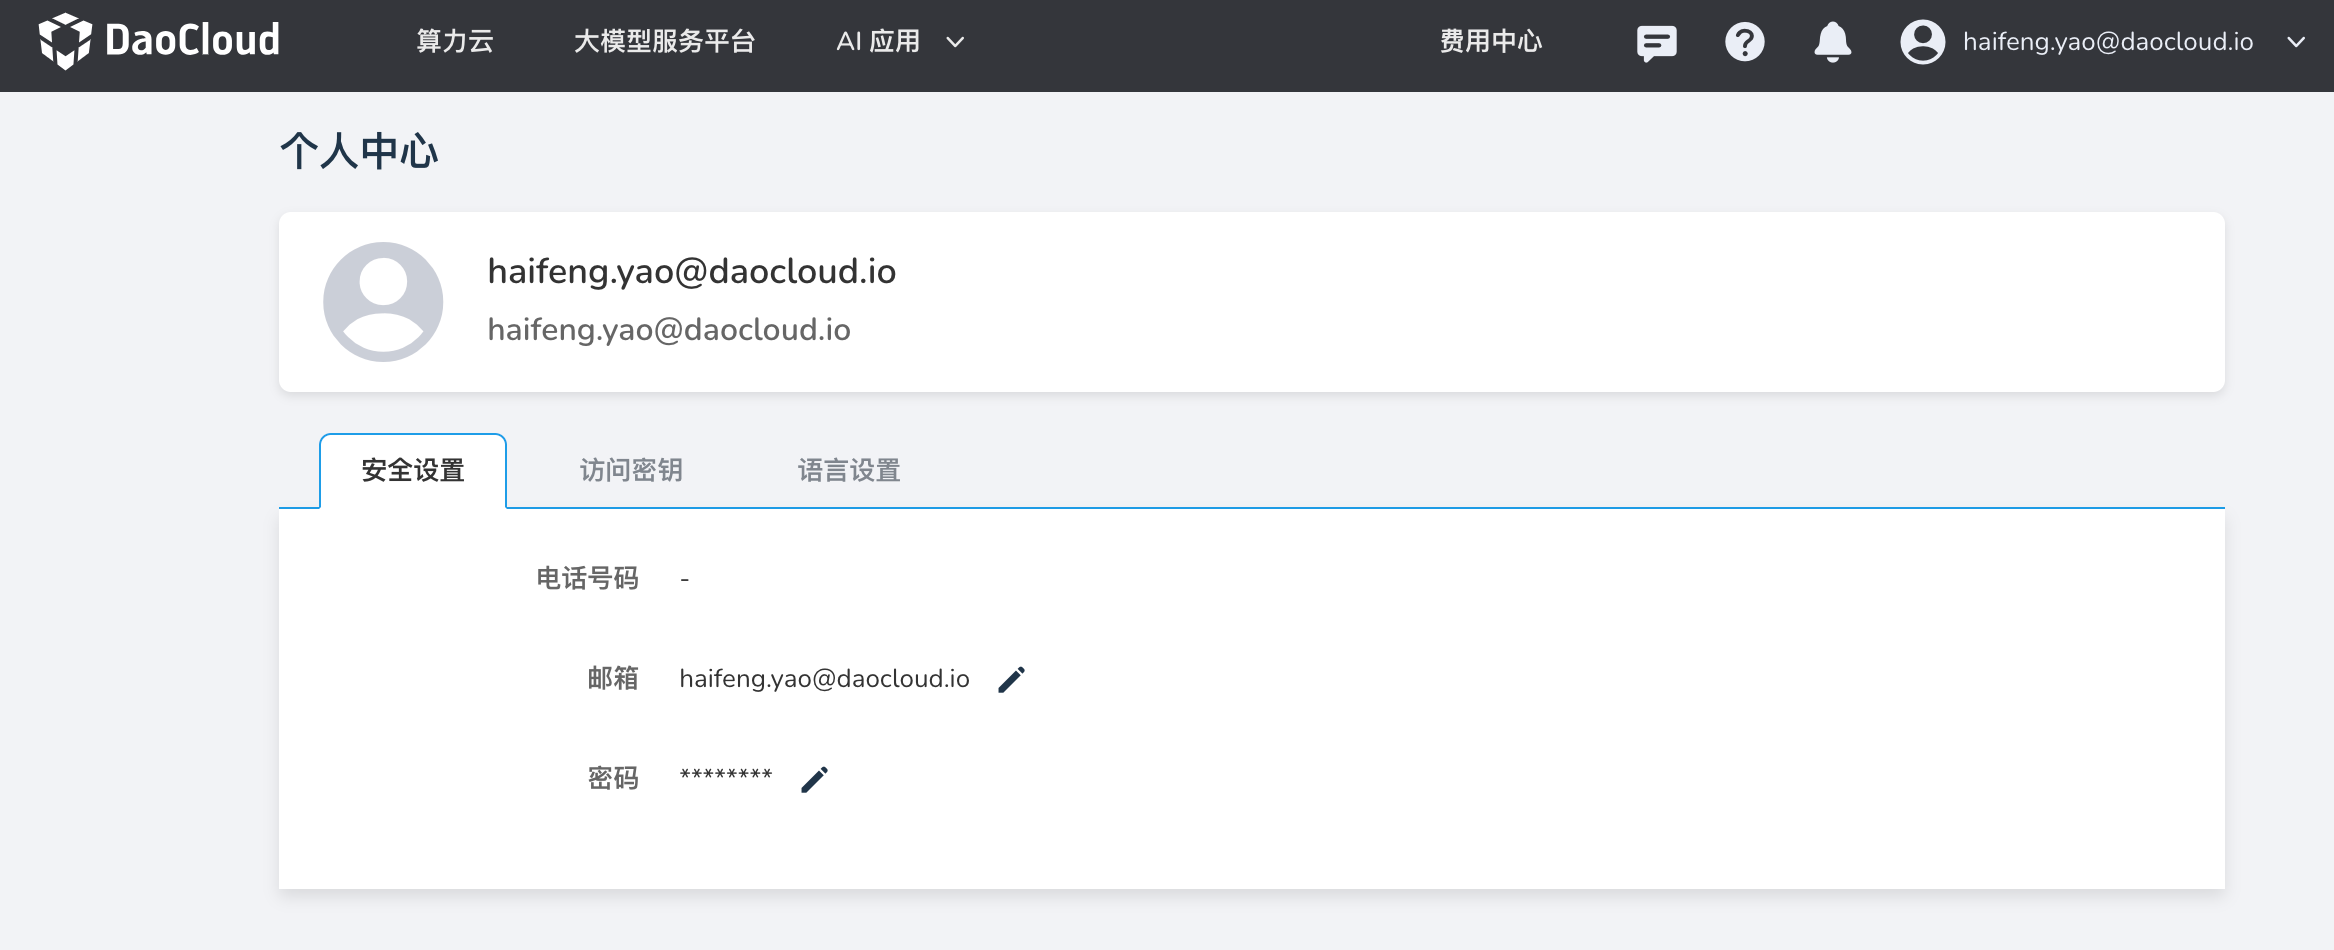 DaoCloud 算力云 大模型服务平台 AI 应用 费用中心 haifeng.yao@daocloud.io
个人中心
haifeng.yao@daocloud.io
haifeng.yao@daocloud.io
安全设置 访问密钥 语言设置
电话号码 -
邮箱 haifeng.yao@daocloud.io
密码 ********